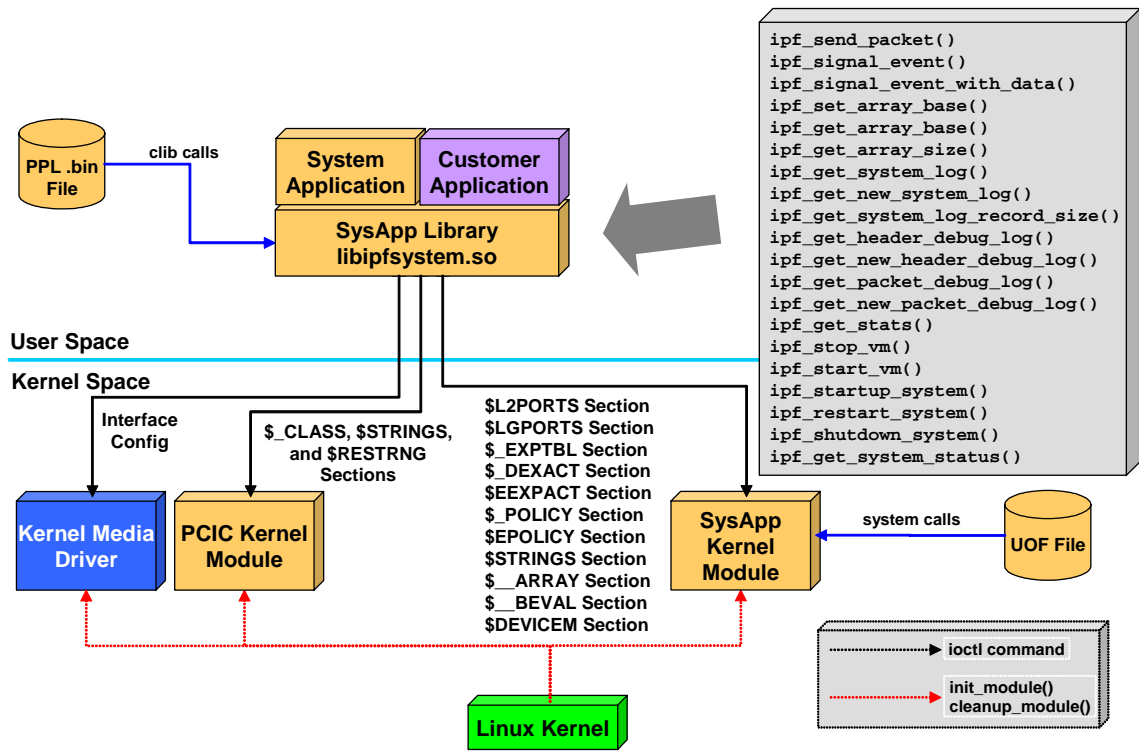 ipf_send_packet()
ipf_signal_event()
ipf_signal_event_with_data()
ipf_set_array_base()
ipf_get_array_base()
ipf_get_array_size()
ipf_get_system_log()
ipf_get_new_system_log()
ipf_get_system_log_record_size()
ipf_get_header_debug_log()
ipf_get_new_header_debug_log()
ipf_get_packet_debug_log()
ipf_get_new_packet_debug_log()
ipf_get_stats()
ipf_stop_vm()
ipf_start_vm()
ipf_startup_system()
ipf_restart_system()
ipf_shutdown_system()
ipf_get_system_status()
PPL .bin
File
clib calls
System
Application
Customer
Application
SysApp Library
libipfsystem.so
User Space
Kernel Space
Interface
Config
$_CLASS, $STRINGS,
and $RESTRNG
Sections
$L2PORTS Section
$LGPORTS Section
$_EXPTBL Section
$_DEXACT Section
$EEXPACT Section
$_POLICY Section
$EPOLICY Section
$STRINGS Section
$__ARRAY Section
$__BEVAL Section
$DEVICEM Section
Kernel Media
Driver
PCIC Kernel
Module
SysApp
Kernel
Module
system calls
UOF File
Linux Kernel
ioctl command
init_module()
cleanup_module()